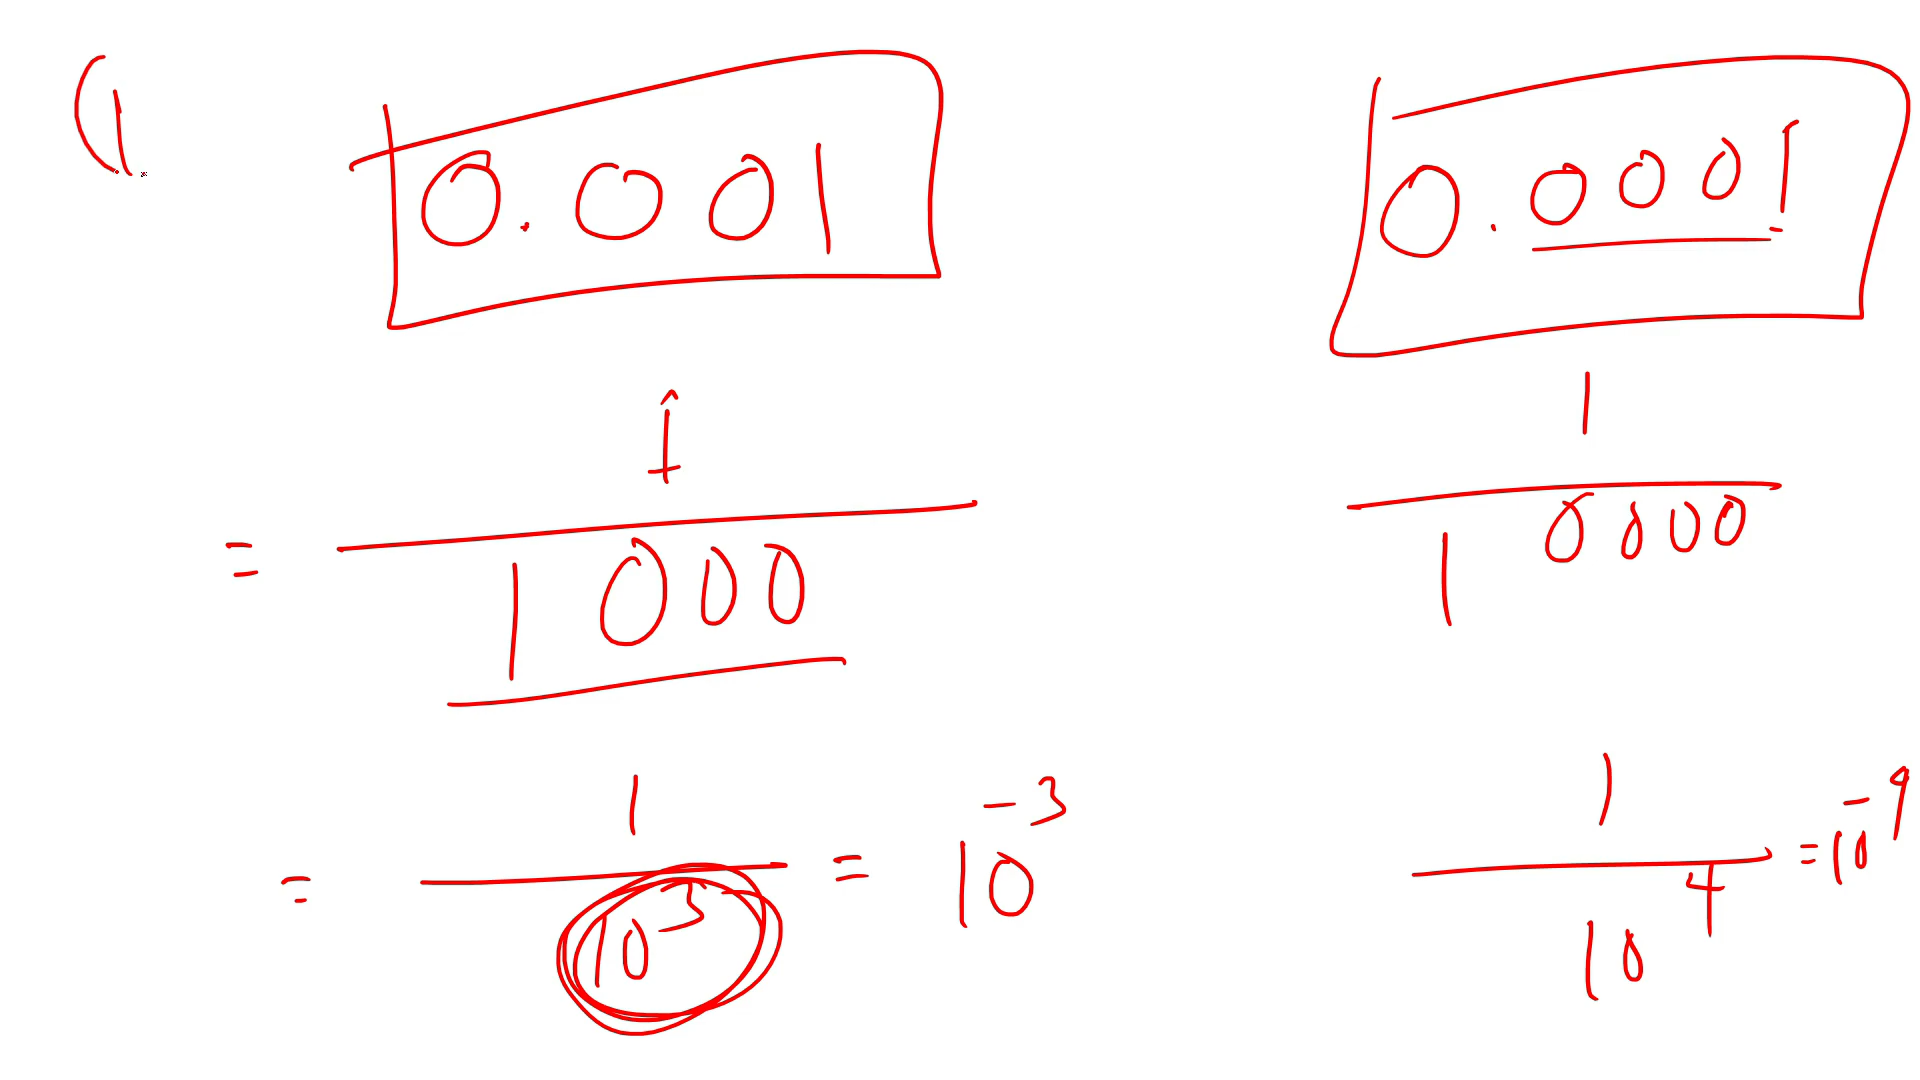 (1
0.001
0.0001
= 1/1000
1/10000
= 1/10^3 = 10^-3
1/10^4 = 10^-4